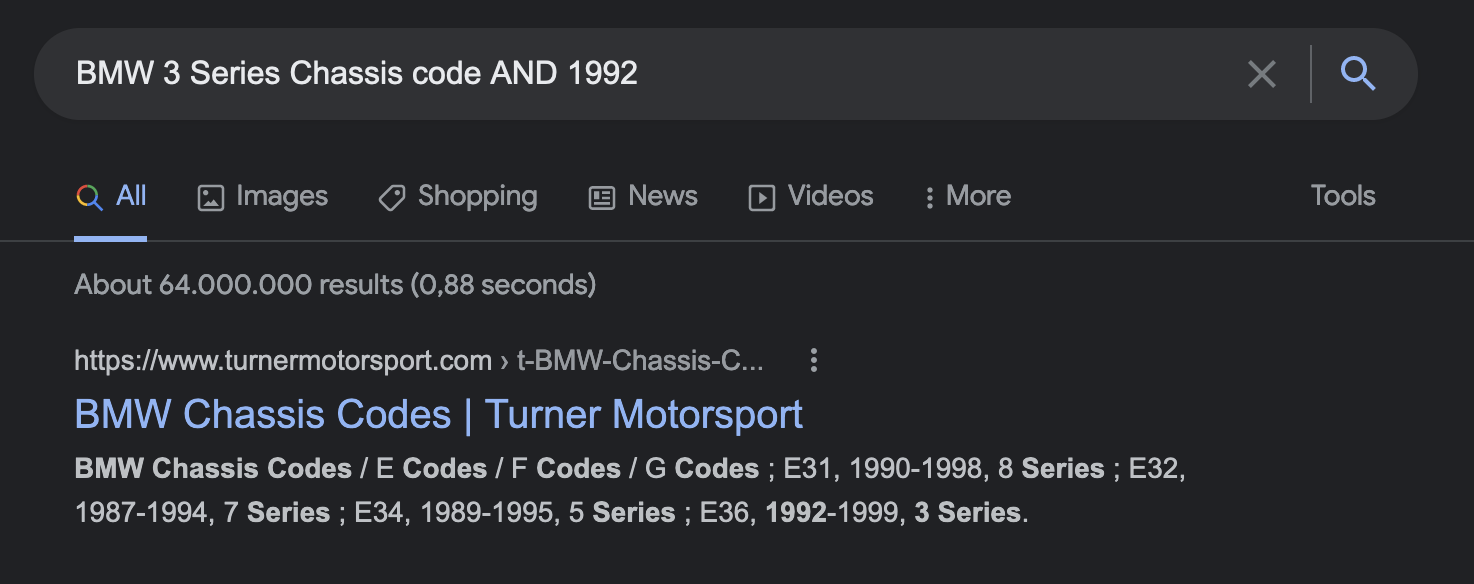 BMW 3 Series Chassis code AND 1992
All Images Shopping News Videos More Tools
About 64.000.000 results (0,88 seconds)
https://www.turnermotorsport.com › t-BMW-Chassis-C...
BMW Chassis Codes | Turner Motorsport
BMW Chassis Codes / E Codes / F Codes / G Codes ; E31, 1990-1998, 8 Series ; E32,
1987-1994, 7 Series ; E34, 1989-1995, 5 Series ; E36, 1992-1999, 3 Series.